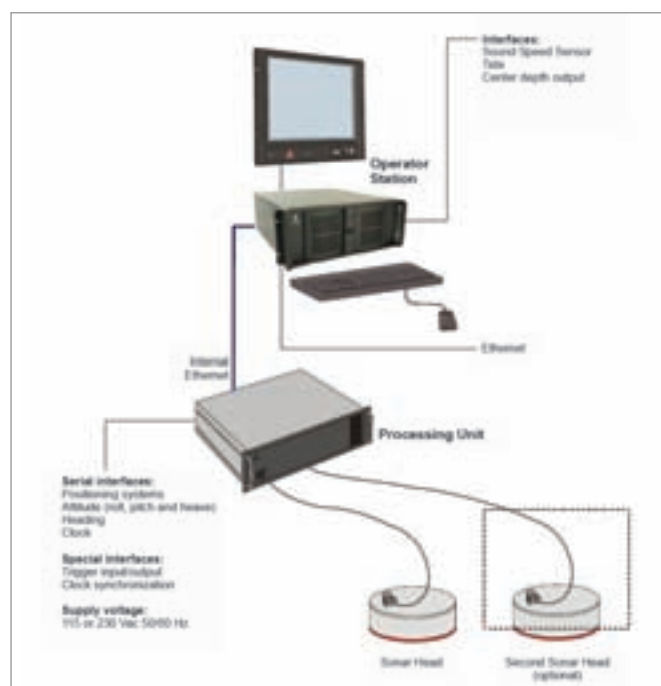 Interfaces:
Sound Speed Sensor
Tide
Center depth output
Operator
Station
Internal
Ethernet
Ethernet
Processing Unit
Serial interfaces:
Positioning systems
Attitude (roll, pitch and heave)
Heading
Clock
Special interfaces:
Trigger input/output
Clock synchronization
Supply voltage:
115 or 230 Vac 50/60 Hz
Sonar Head
Second Sonar Head
(optional)